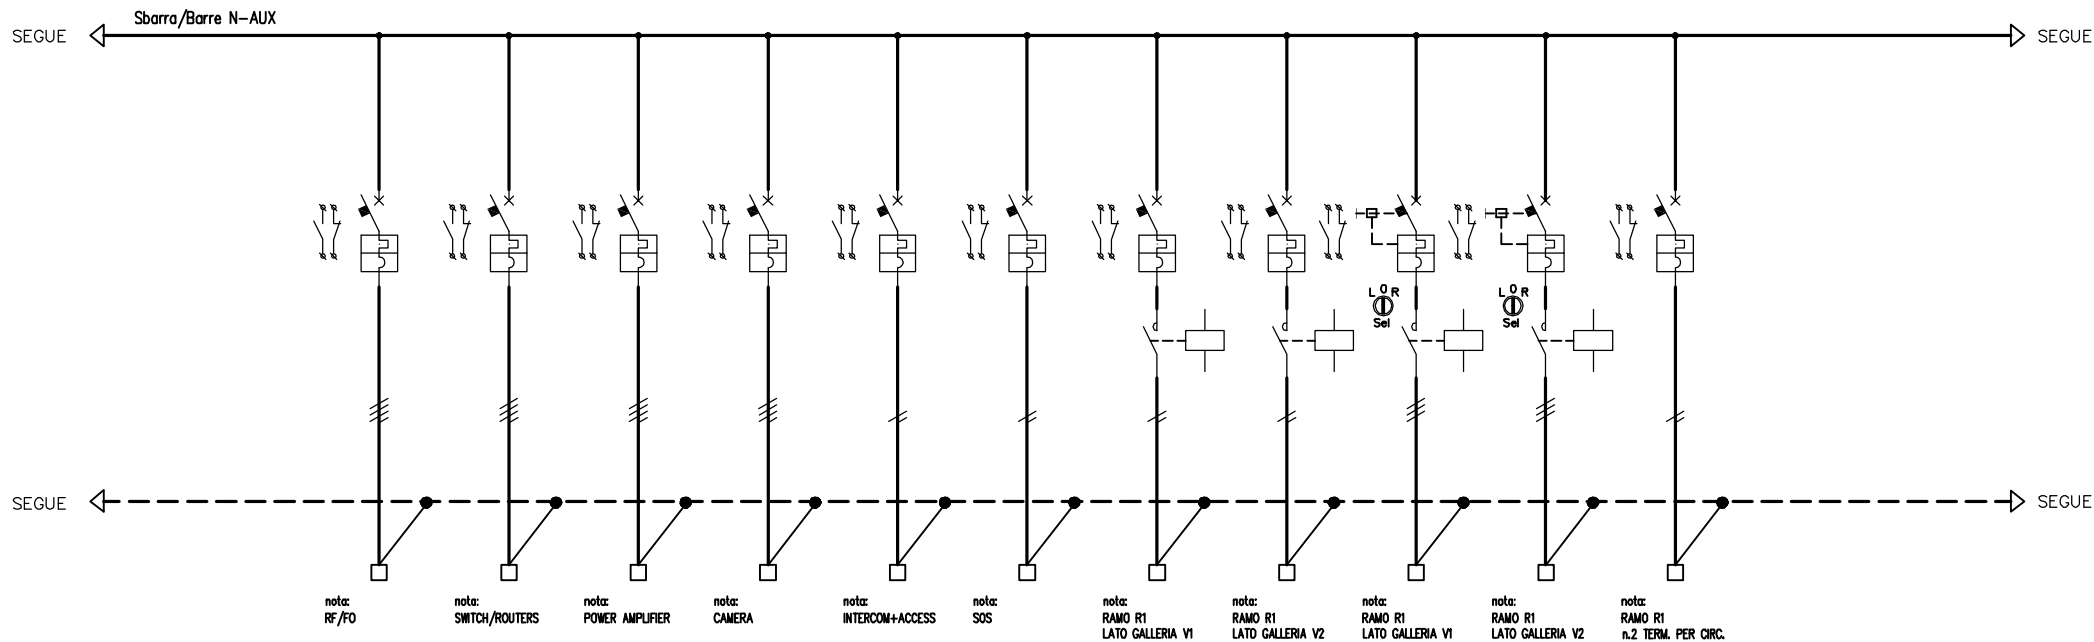 Sbarra/Barre N-AUX
SEGUE
SEGUE
L O R
Sel
L O R
Sel
SEGUE
SEGUE
nota:
RF/FO
nota:
SWITCH/ROUTERS
nota:
POWER AMPLIFIER
nota:
CAMERA
nota:
INTERCOM+ACCESS
nota:
SOS
nota:
RAMO R1
LATO GALLERIA V1
nota:
RAMO R1
LATO GALLERIA V2
nota:
RAMO R1
LATO GALLERIA V1
nota:
RAMO R1
LATO GALLERIA V2
nota:
RAMO R1
n.2 TERM. PER CIRC.